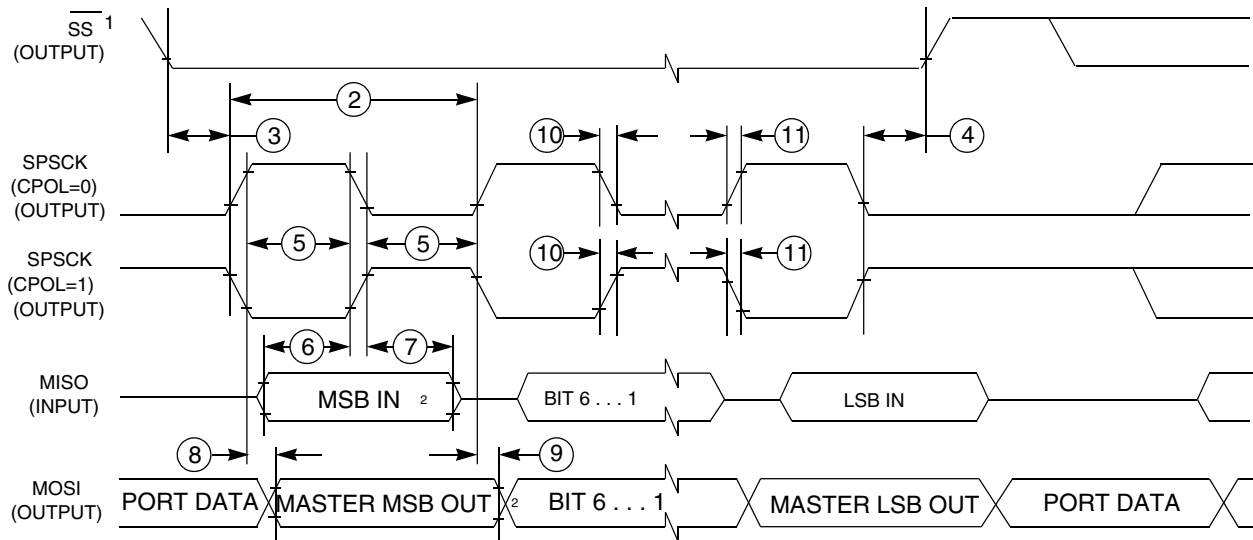 SS 1
(OUTPUT)
2
3
10
11
4
SPSCK
(CPOL=0)
(OUTPUT)
5
5
SPSCK
(CPOL=1)
(OUTPUT)
10
11
6
7
MISO
(INPUT)
MSB IN 2
BIT 6 . . . 1
LSB IN
8
9
MOSI
(OUTPUT)
PORT DATA
MASTER MSB OUT 2
BIT 6 . . . 1
MASTER LSB OUT
PORT DATA